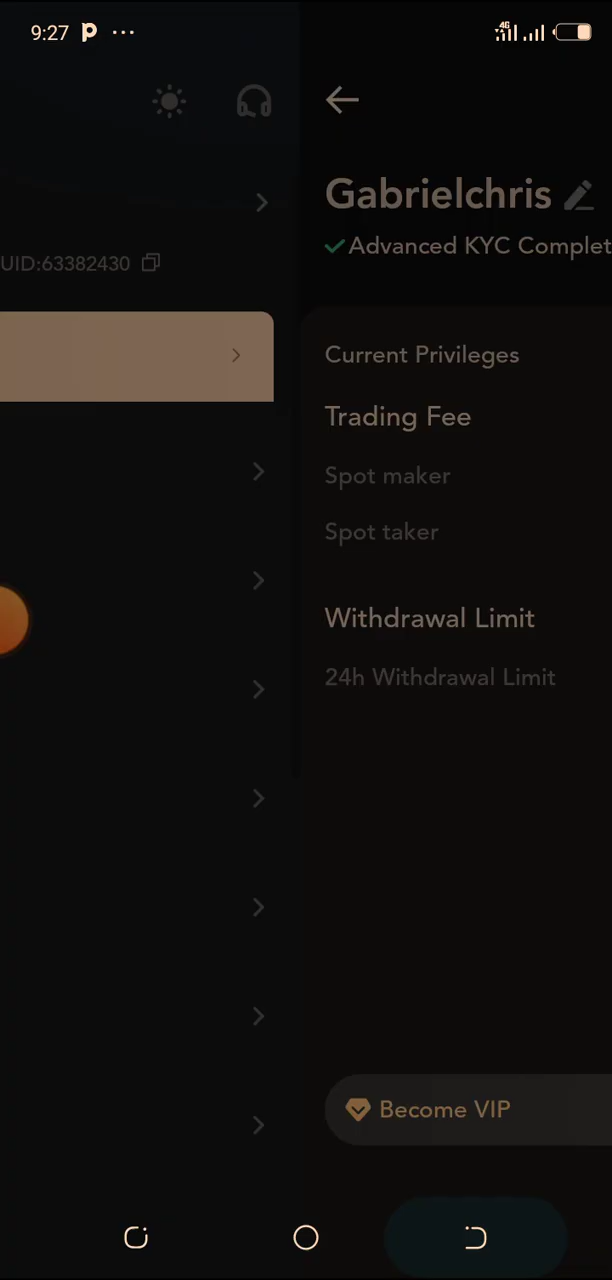 9:27
4G
UID:63382430
Gabrielchris
Advanced KYC Complet
Current Privileges
Trading Fee
Spot maker
Spot taker
Withdrawal Limit
24h Withdrawal Limit
Become VIP